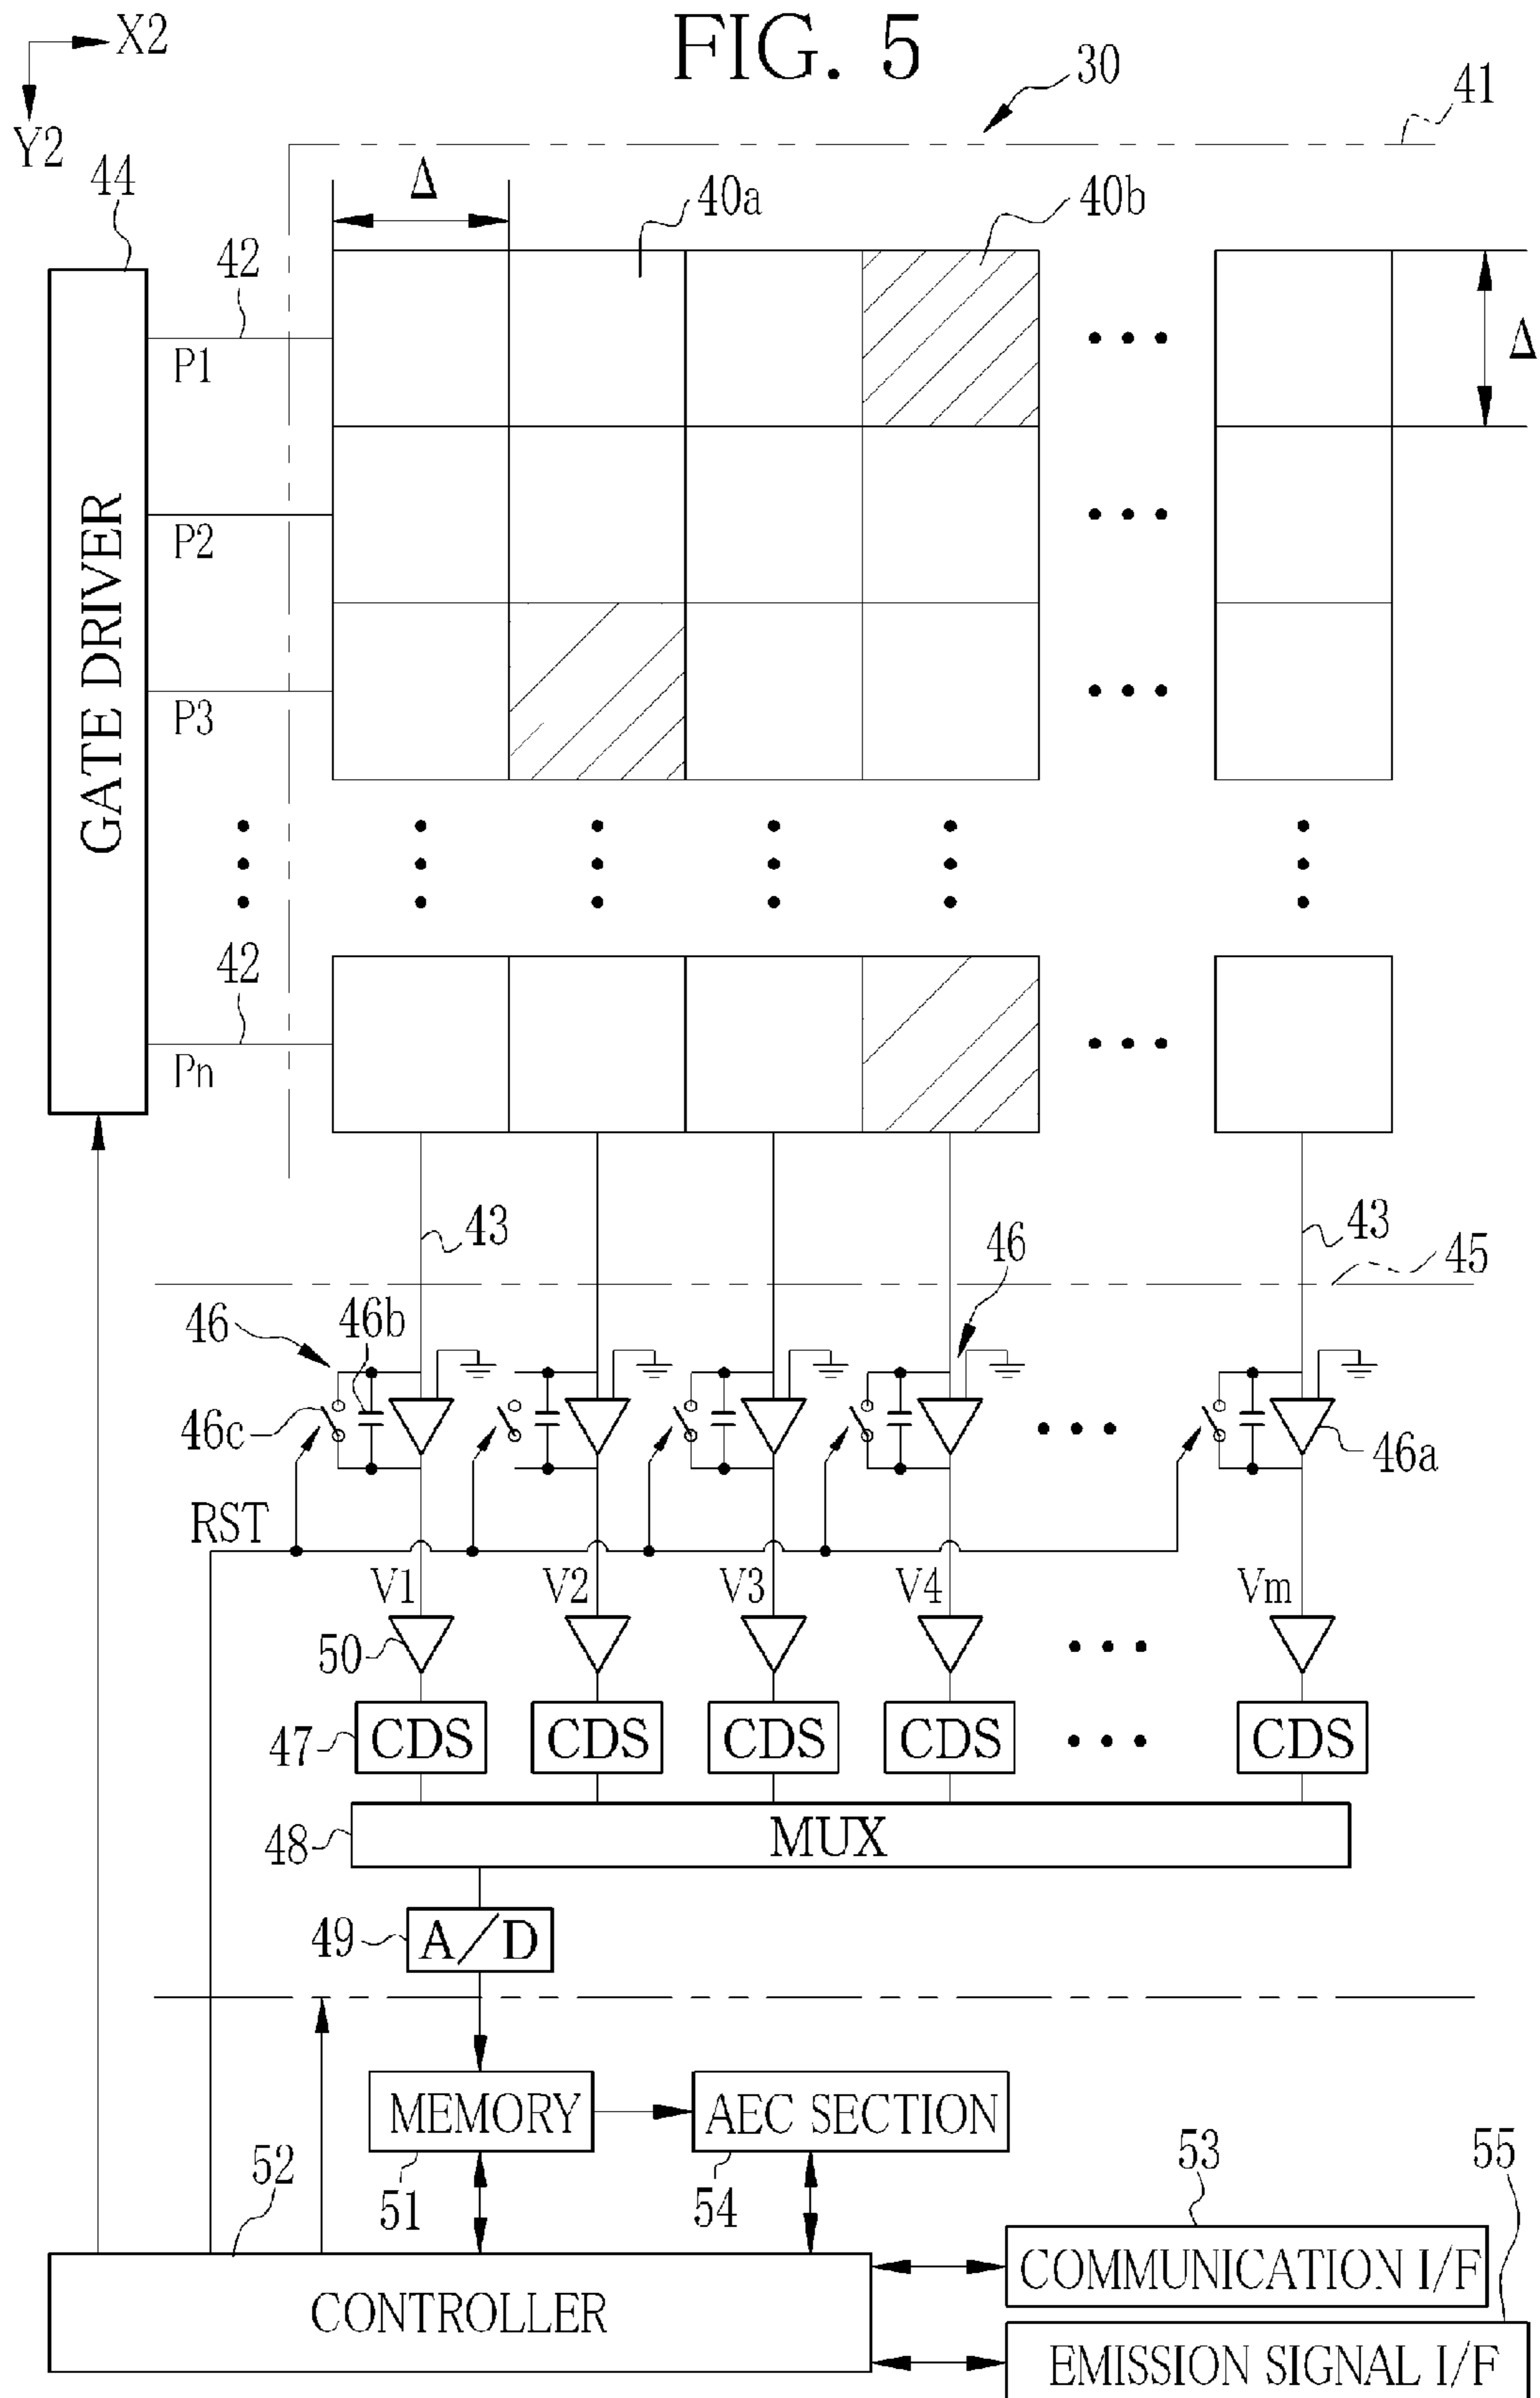 FIG. 5
X2
Y2
30
41
44
Δ
40a
40b
42
P1
Δ
P2
GATE DRIVER
P3
42
Pn
43
46
43
45
46
46b
46c
46a
RST
V1
V2
V3
V4
Vm
50
47
CDS
CDS
CDS
CDS
CDS
48
MUX
49
A/D
MEMORY
AEC SECTION
52
51
54
53
55
COMMUNICATION I/F
CONTROLLER
EMISSION SIGNAL I/F